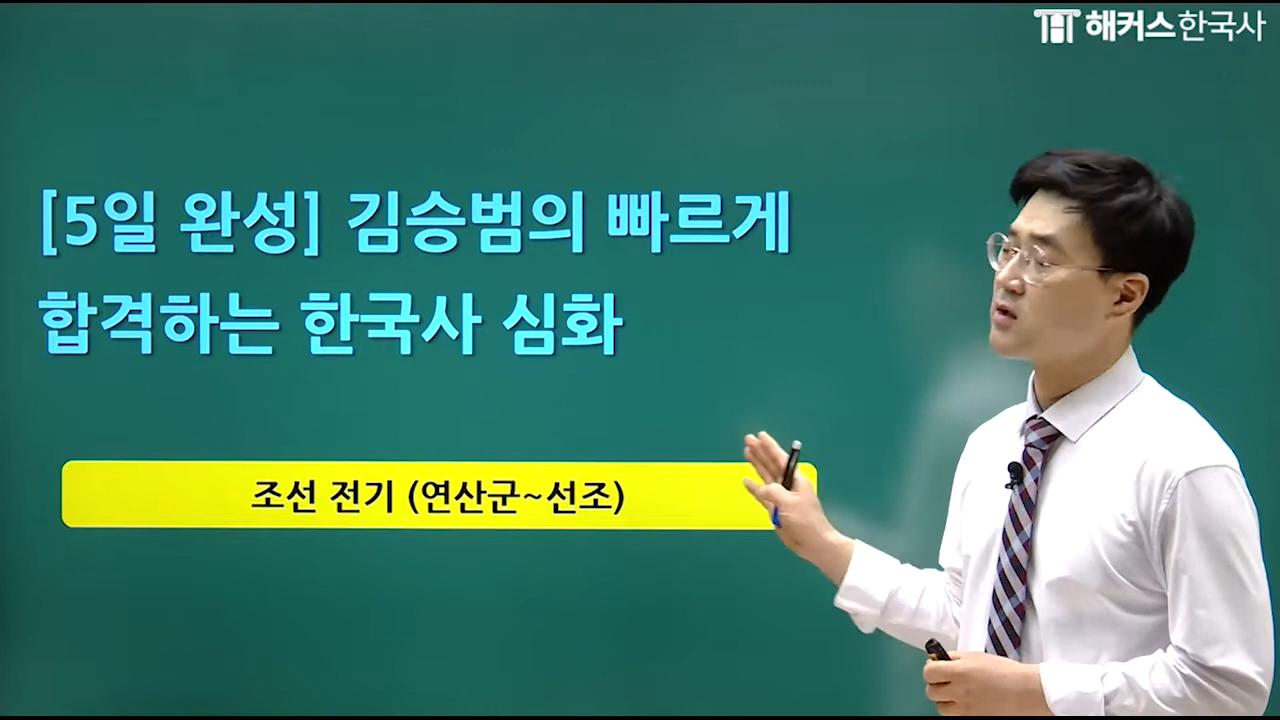 해커스한국사
[5일 완성] 김승범의 빠르게
합격하는 한국사 심화
조선 전기 (연산군~선조)